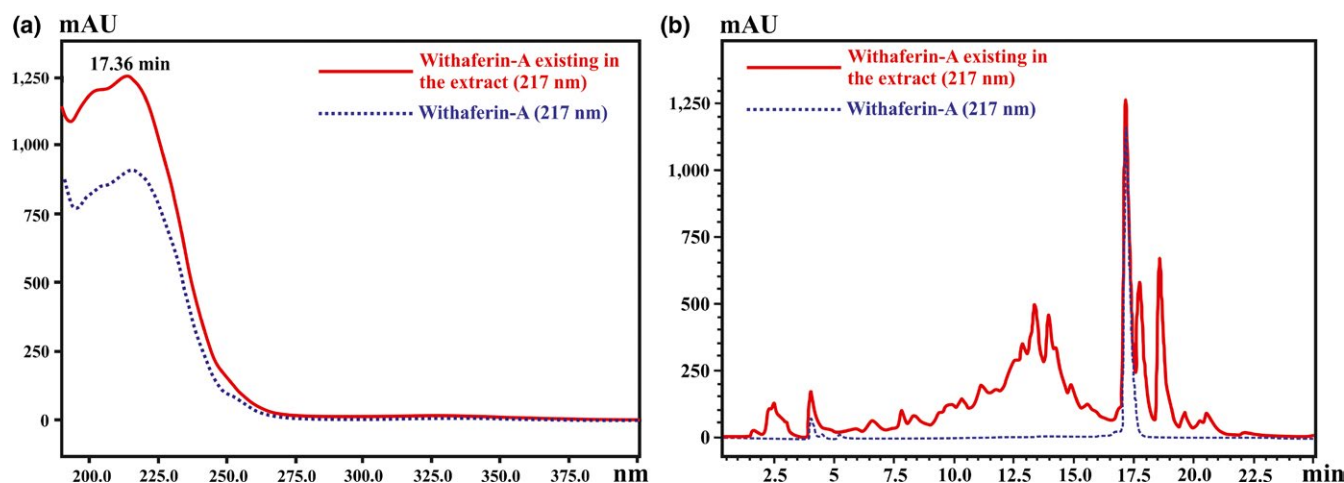 (a) mAU
17.36 min
Withaferin-A existing in
the extract (217 nm)
Withaferin-A (217 nm)
1,250
1,000
750
500
250
0
200.0 225.0 250.0 275.0 300.0 325.0 350.0 375.0 nm
(b) mAU
Withaferin-A existing in
the extract (217 nm)
Withaferin-A (217 nm)
1,250
1,000
750
500
250
0
2.5 5.0 7.5 10.0 12.5 15.0 17.5 20.0 22.5 min